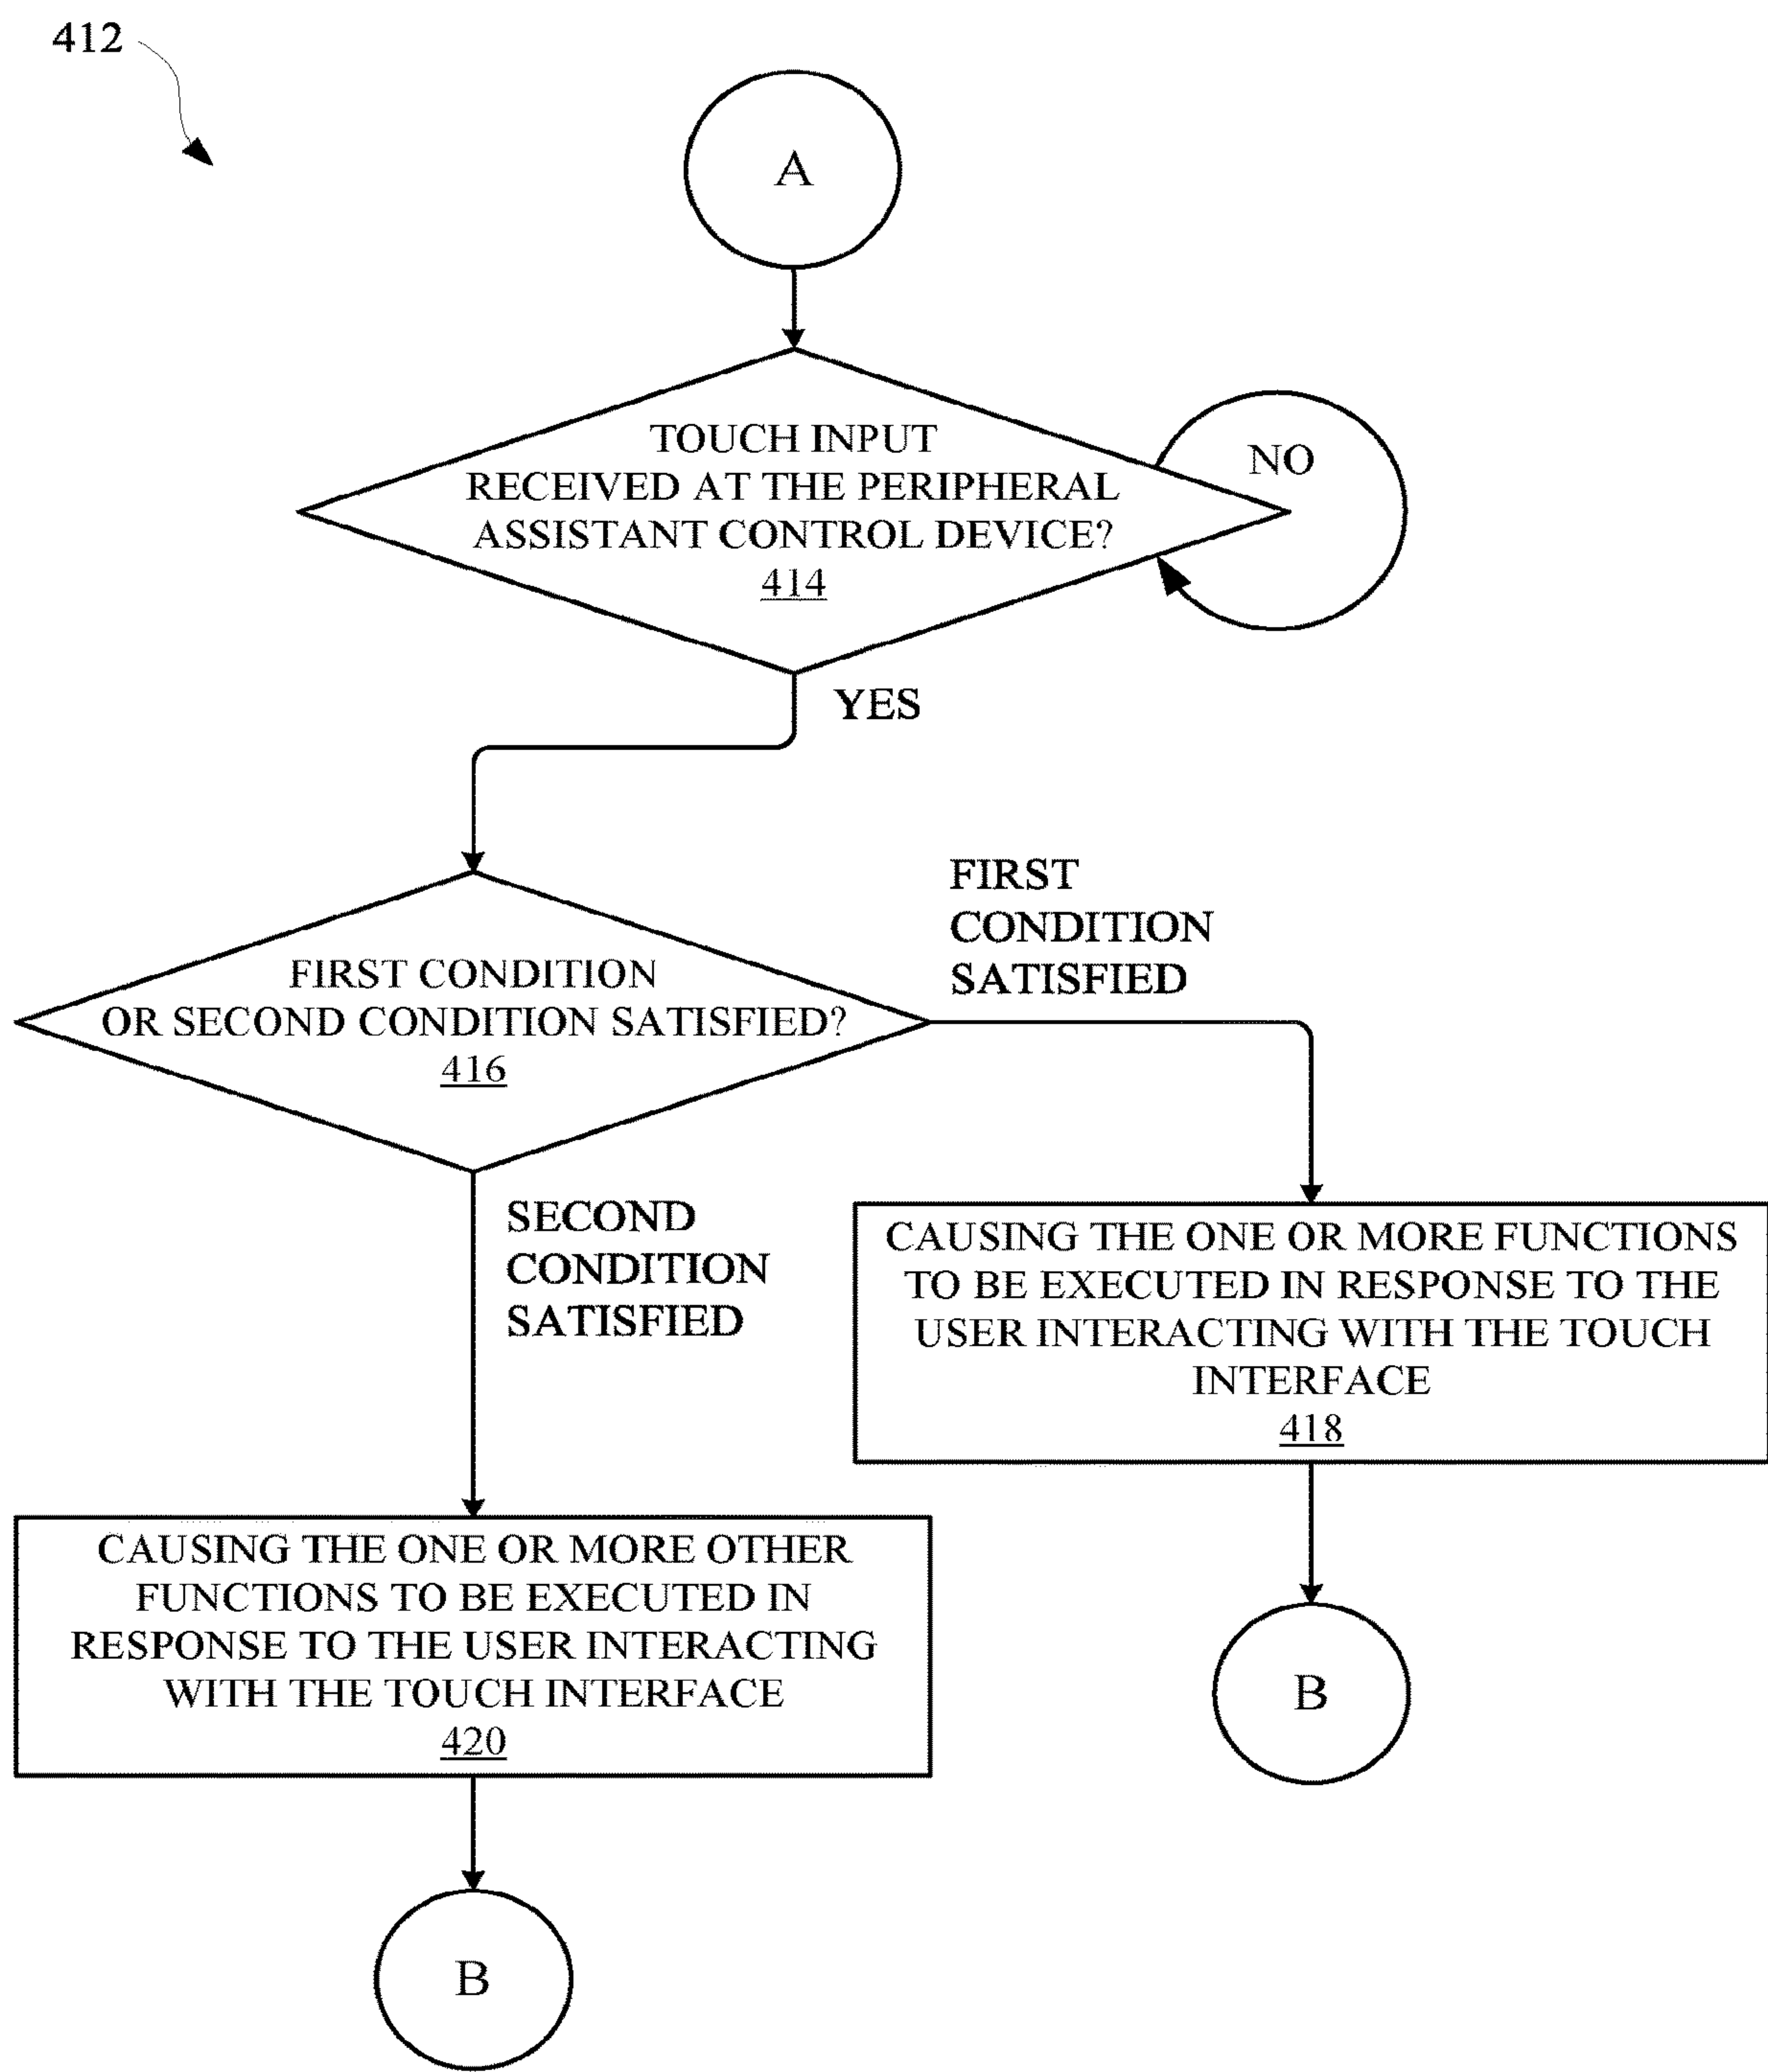 412
A
TOUCH INPUT
RECEIVED AT THE PERIPHERAL
ASSISTANT CONTROL DEVICE?
414
NO
YES
FIRST CONDITION
OR SECOND CONDITION SATISFIED?
416
FIRST
CONDITION
SATISFIED
SECOND
CONDITION
SATISFIED
CAUSING THE ONE OR MORE FUNCTIONS
TO BE EXECUTED IN RESPONSE TO THE
USER INTERACTING WITH THE TOUCH
INTERFACE
418
B
CAUSING THE ONE OR MORE OTHER
FUNCTIONS TO BE EXECUTED IN
RESPONSE TO THE USER INTERACTING
WITH THE TOUCH INTERFACE
420
B